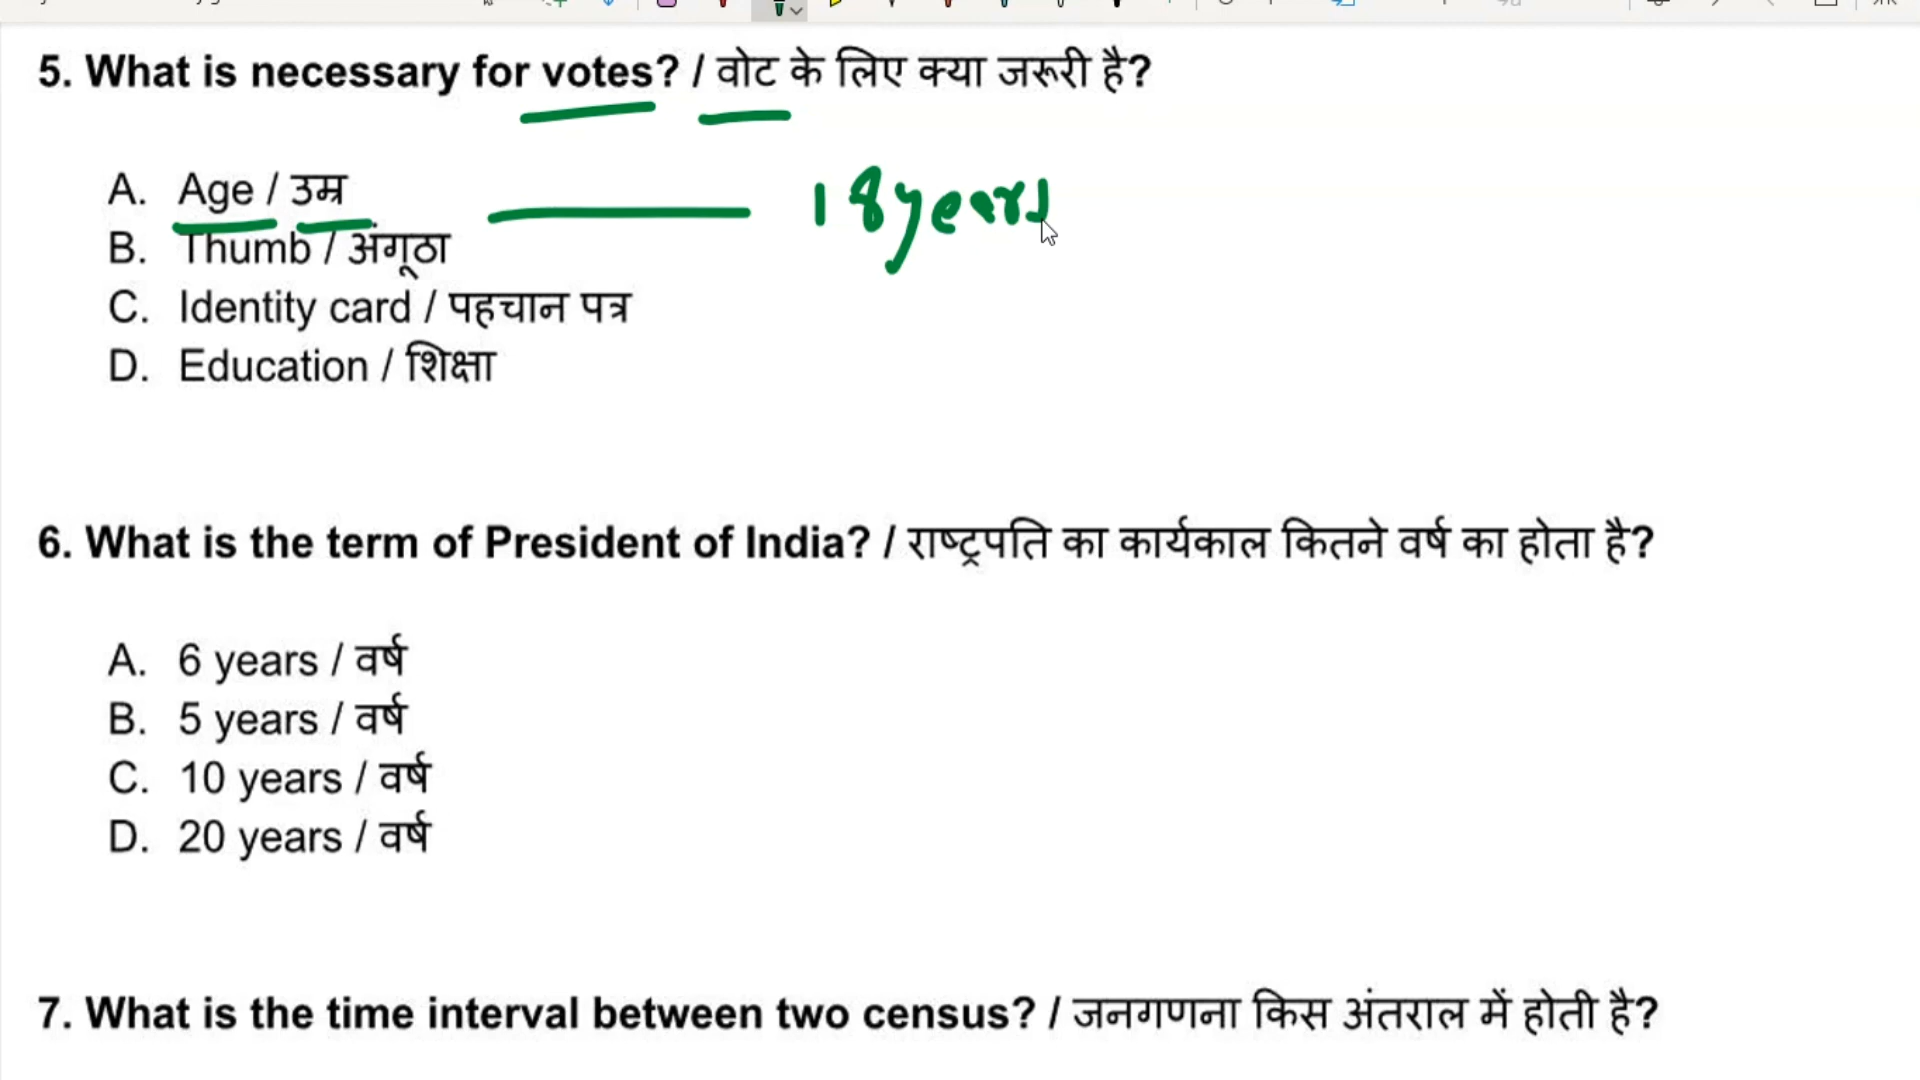 5. What is necessary for votes? / वोट के लिए क्या जरूरी है?
A. Age / उम्र
18 years
B. Thumb / अंगूठा
C. Identity card / पहचान पत्र
D. Education / शिक्षा
6. What is the term of President of India? / राष्ट्रपति का कार्यकाल कितने वर्ष का होता है?
A. 6 years / वर्ष
B. 5 years / वर्ष
C. 10 years / वर्ष
D. 20 years / वर्ष
7. What is the time interval between two census? / जनगणना किस अंतराल में होती है?